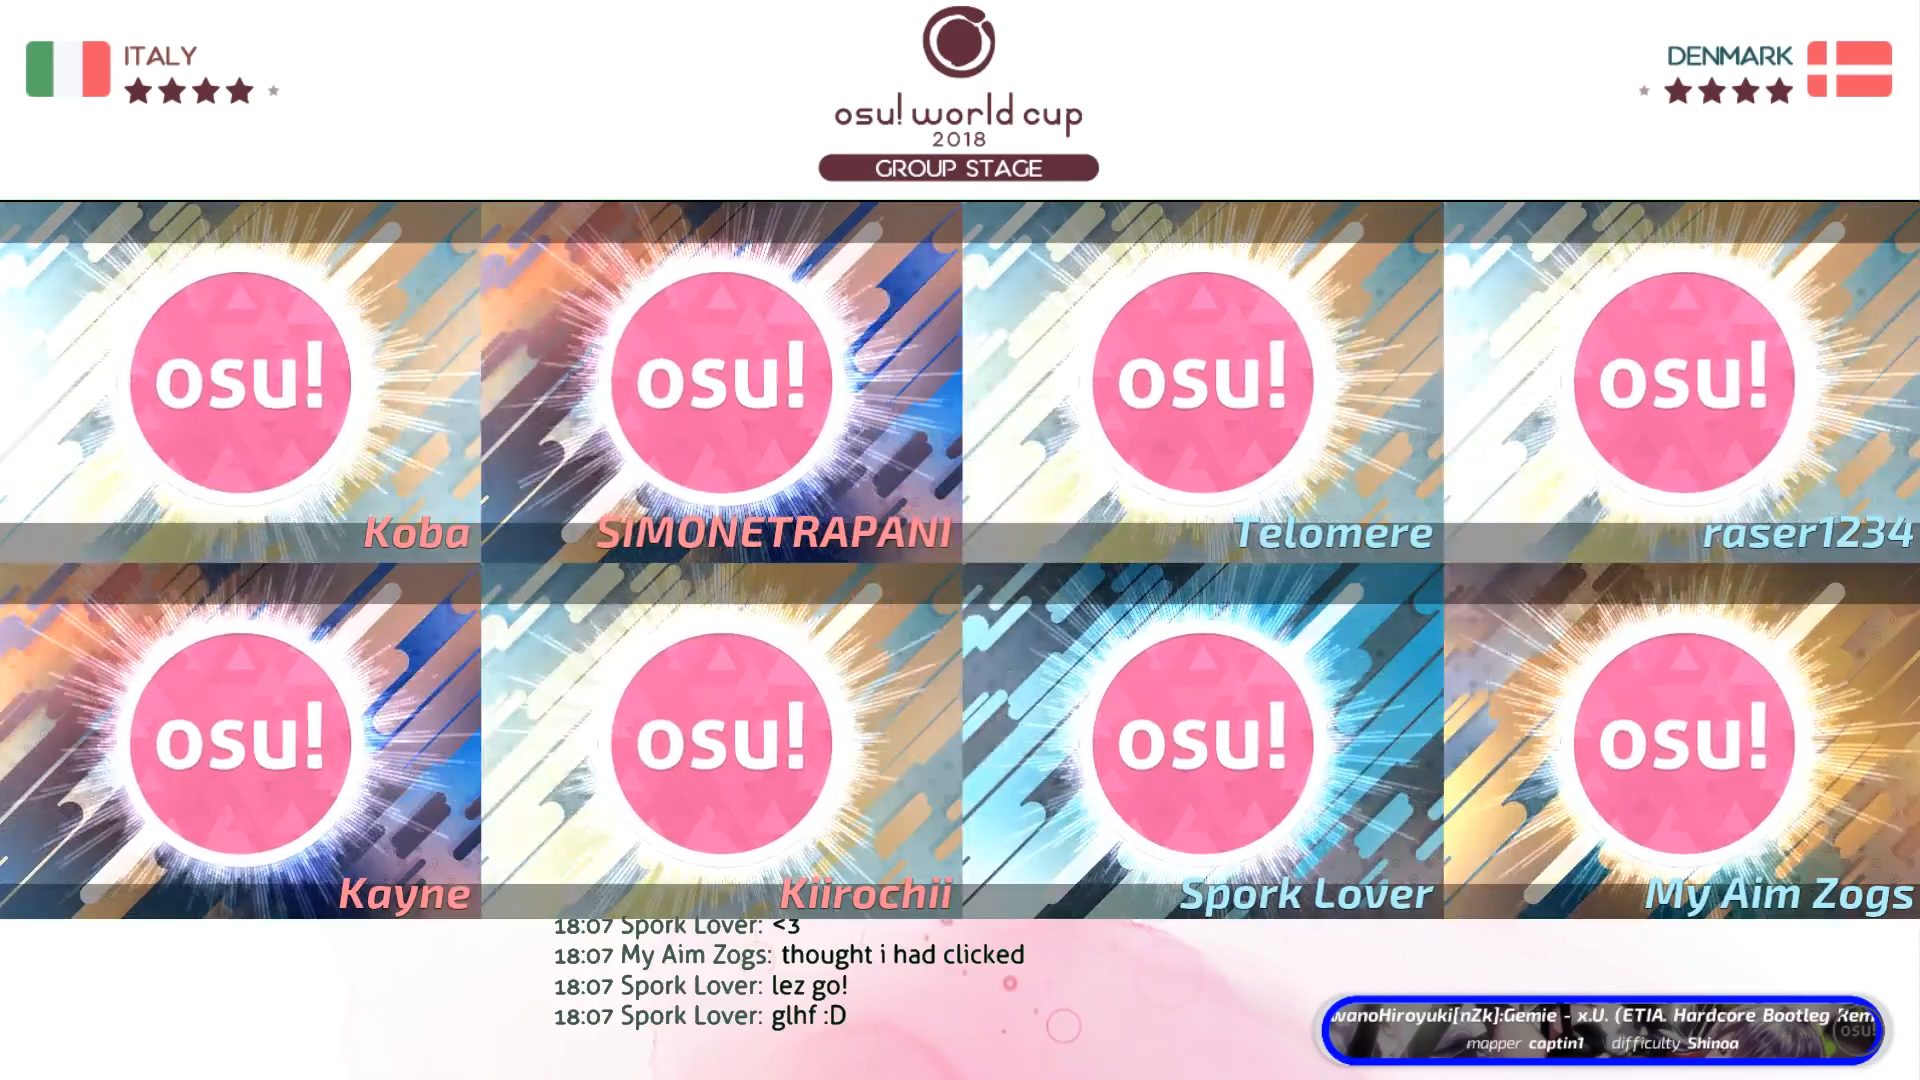 ITALY
DENMARK
osu! world cup
2018
GROUP STAGE
osu!
osu!
osu!
osu!
Koba
SIMONETRAPANI
Telomere
raser1234
osu!
osu!
osu!
osu!
Kayne
Kiirochii
Spork Lover
My Aim Zogs
18:07 Spork Lover: <3
18:07 My Aim Zogs: thought i had clicked
18:07 Spork Lover: lez go!
18:07 Spork Lover: glhf :D
wanoHiroyuki[nZk]:Gemie - x.U. (ETIA. Hardcore Bootleg Rem
osu!
mapper captin1 difficulty Shinoa